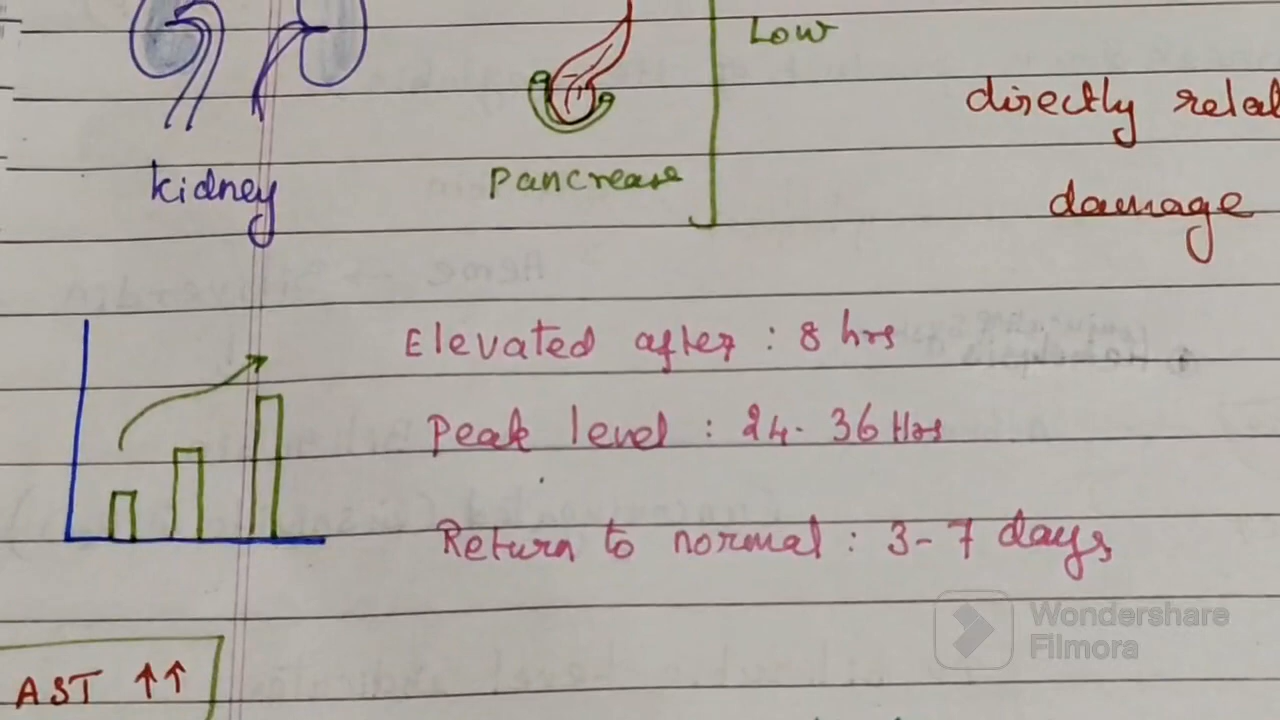 Low
directly relat
kidney
Pancrease
damage
Elevated after : 8 hrs
Peak level : 24- 36 Hrs
Return to normal : 3-7 days
AST ↑↑
Wondershare
Filmora